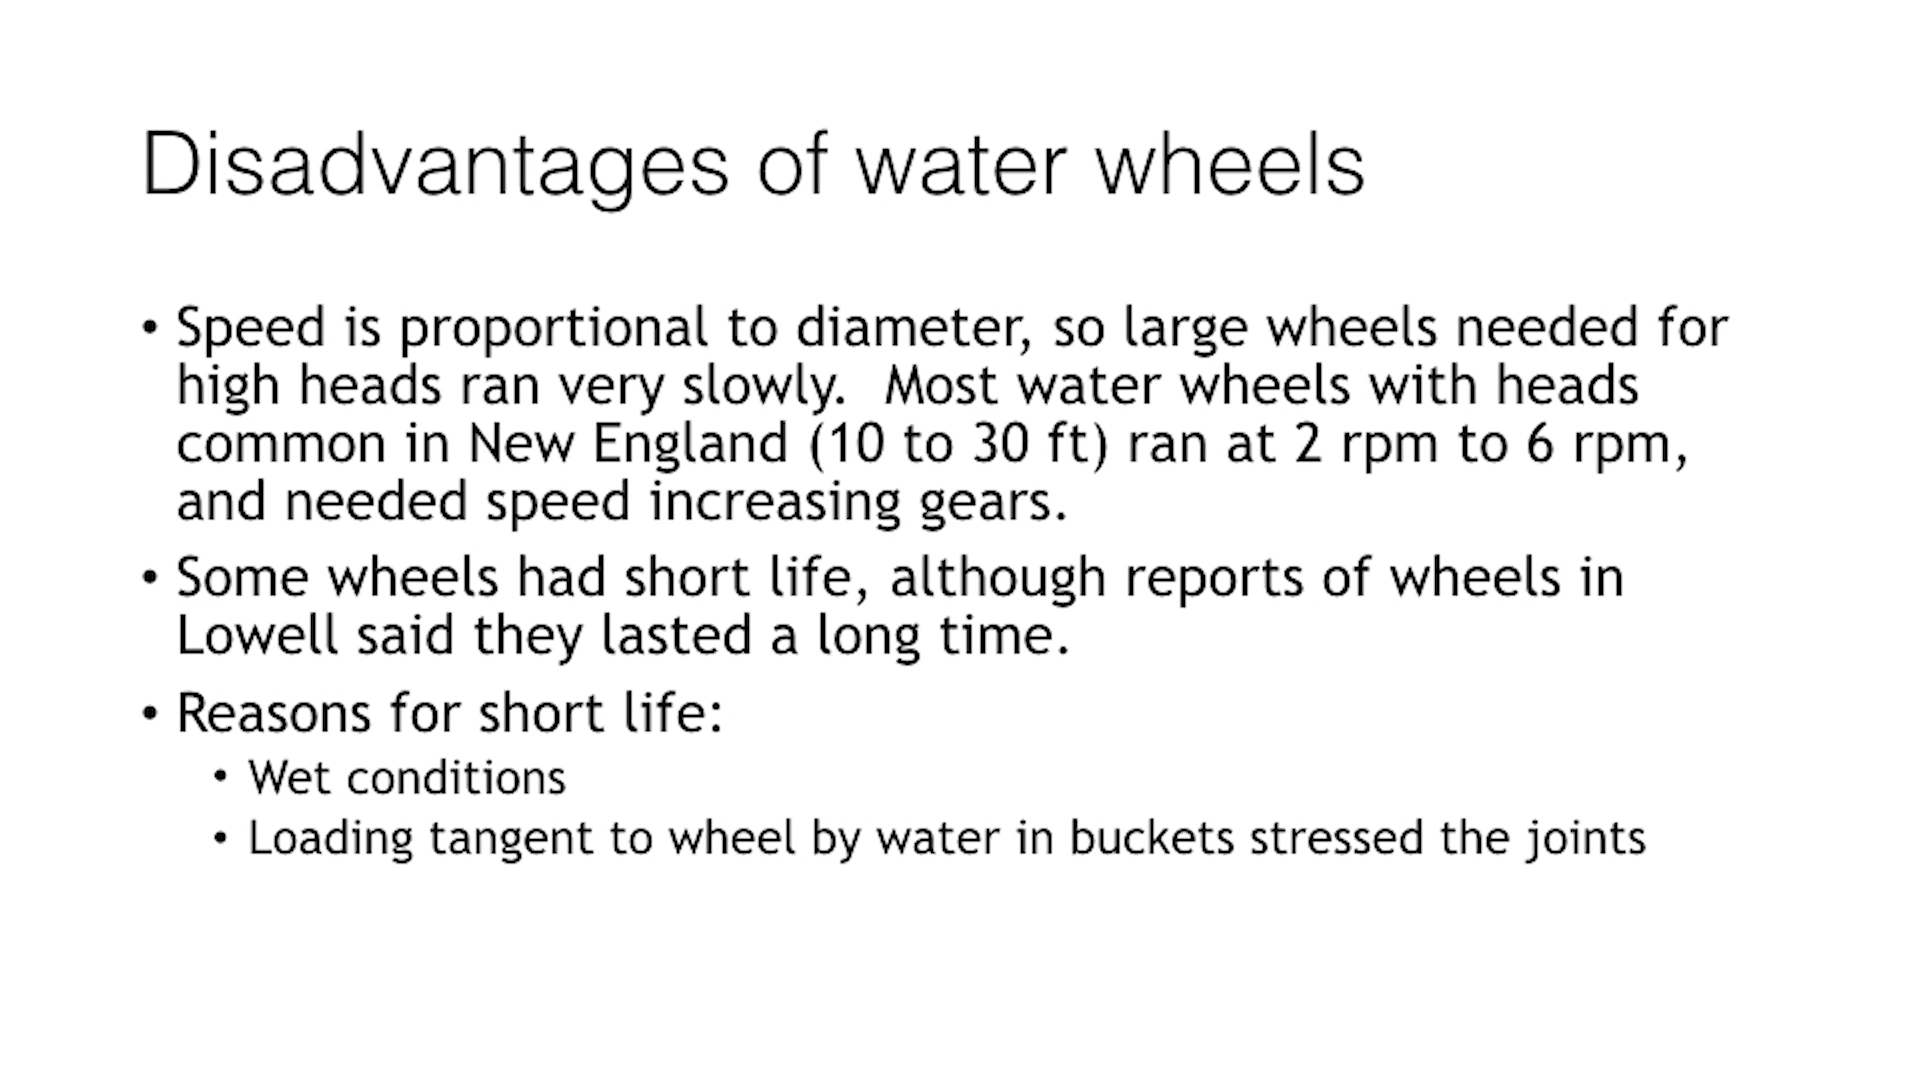 Disadvantages of water wheels
• Speed is proportional to diameter, so large wheels needed for
high heads ran very slowly.  Most water wheels with heads
common in New England (10 to 30 ft) ran at 2 rpm to 6 rpm,
and needed speed increasing gears.
• Some wheels had short life, although reports of wheels in
Lowell said they lasted a long time.
• Reasons for short life:
• Wet conditions
• Loading tangent to wheel by water in buckets stressed the joints